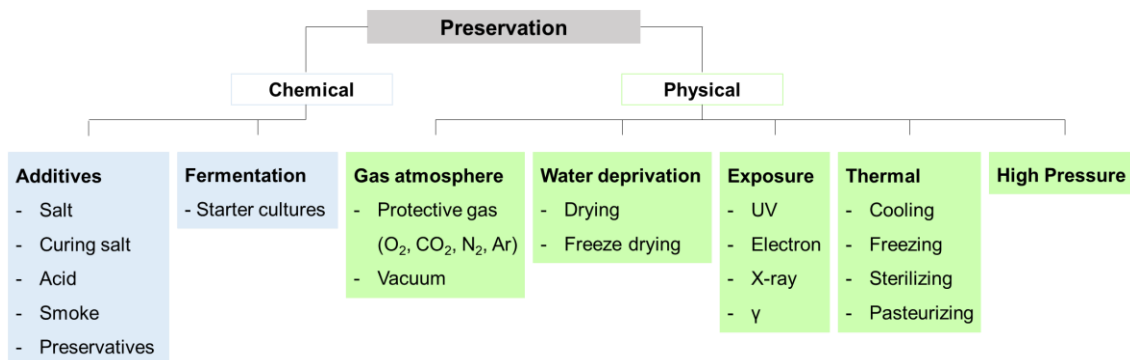 Preservation
Chemical
Physical
Additives
- Salt
- Curing salt
- Acid
- Smoke
- Preservatives
Fermentation
- Starter cultures
Gas atmosphere
- Protective gas
(O₂, CO₂, N₂, Ar)
- Vacuum
Water deprivation
- Drying
- Freeze drying
Exposure
- UV
- Electron
- X-ray
- γ
Thermal
- Cooling
- Freezing
- Sterilizing
- Pasteurizing
High Pressure